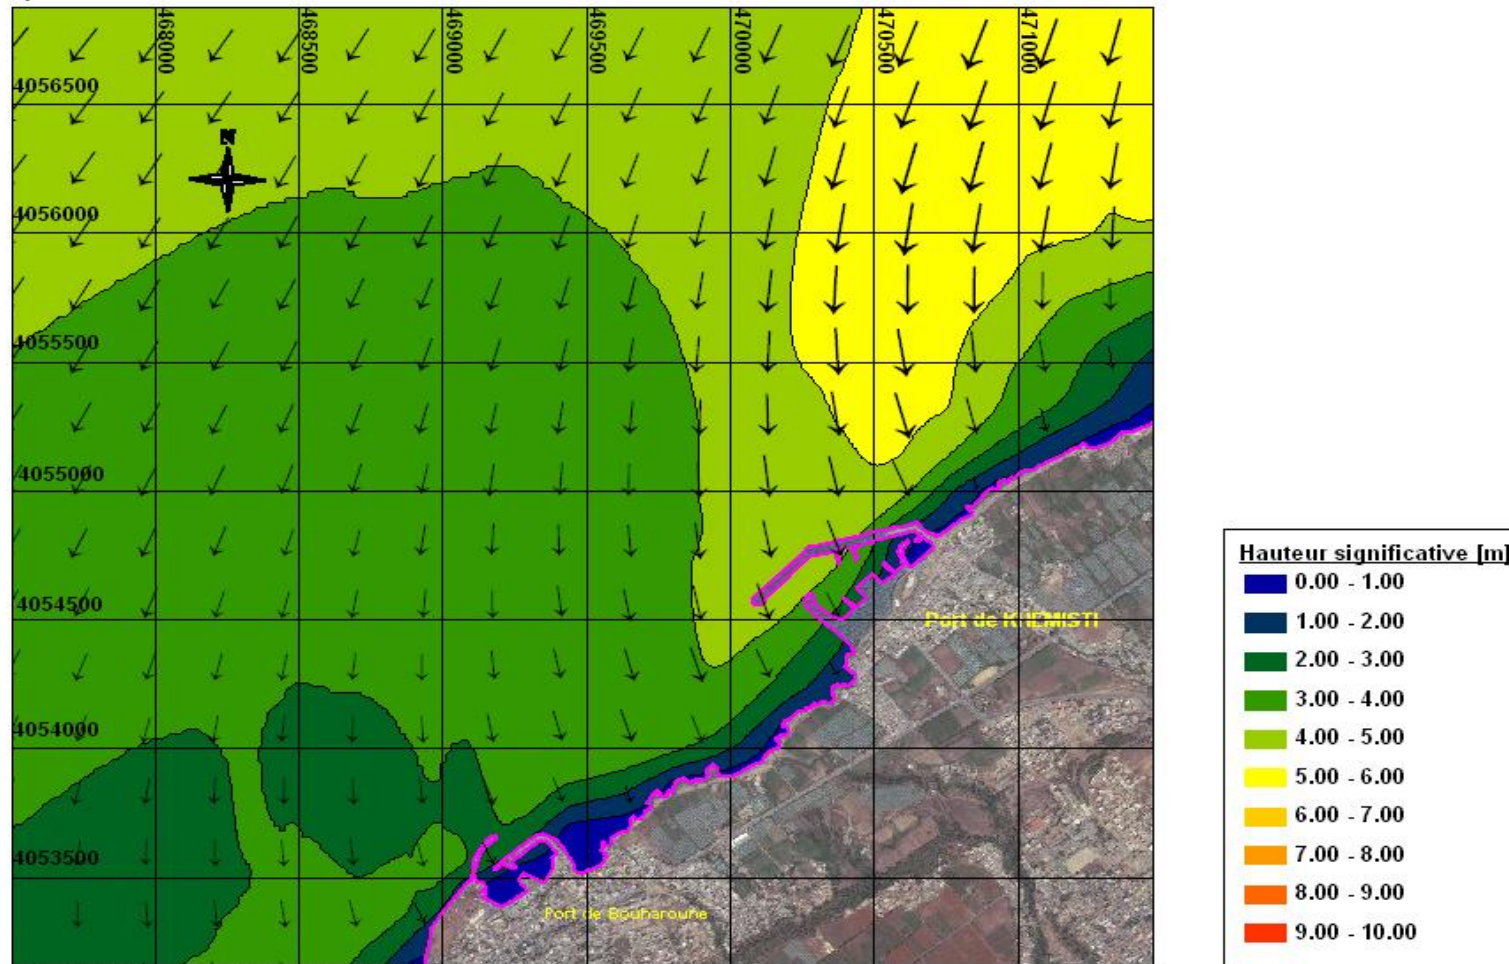 468000
468500
469000
469500
470000
470500
471000
4056500
N
4056000
4055500
4055000
4054500
4054000
4053500
Port de KHEMISTI
Port de Bouharoune
Hauteur significative [m]
0.00 - 1.00
1.00 - 2.00
2.00 - 3.00
3.00 - 4.00
4.00 - 5.00
5.00 - 6.00
6.00 - 7.00
7.00 - 8.00
8.00 - 9.00
9.00 - 10.00